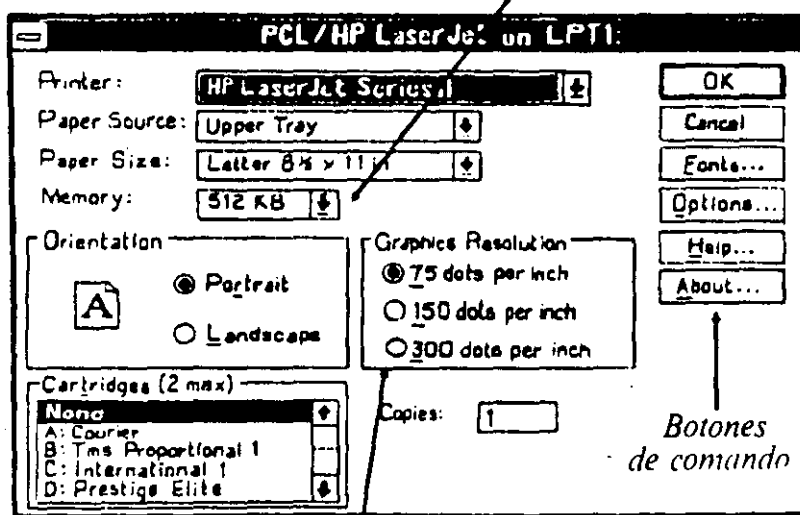 PCL/HP LaserJet on LPT1:
Printer: HP LaserJet Series
Paper Source: Upper Tray
Paper Size: Letter 8½ x 11 in
Memory: 512 KB
OK
Cancel
Fonts...
Options...
Help...
About...
Orientation
A
Portrait
Landscape
Graphics Resolution
75 dots per inch
150 dots per inch
300 dots per inch
Cartridges (2 max)
None
A: Courier
B: Tms Proportional 1
C: International 1
D: Prestige Elite
Copies: 1
Botones
de comando